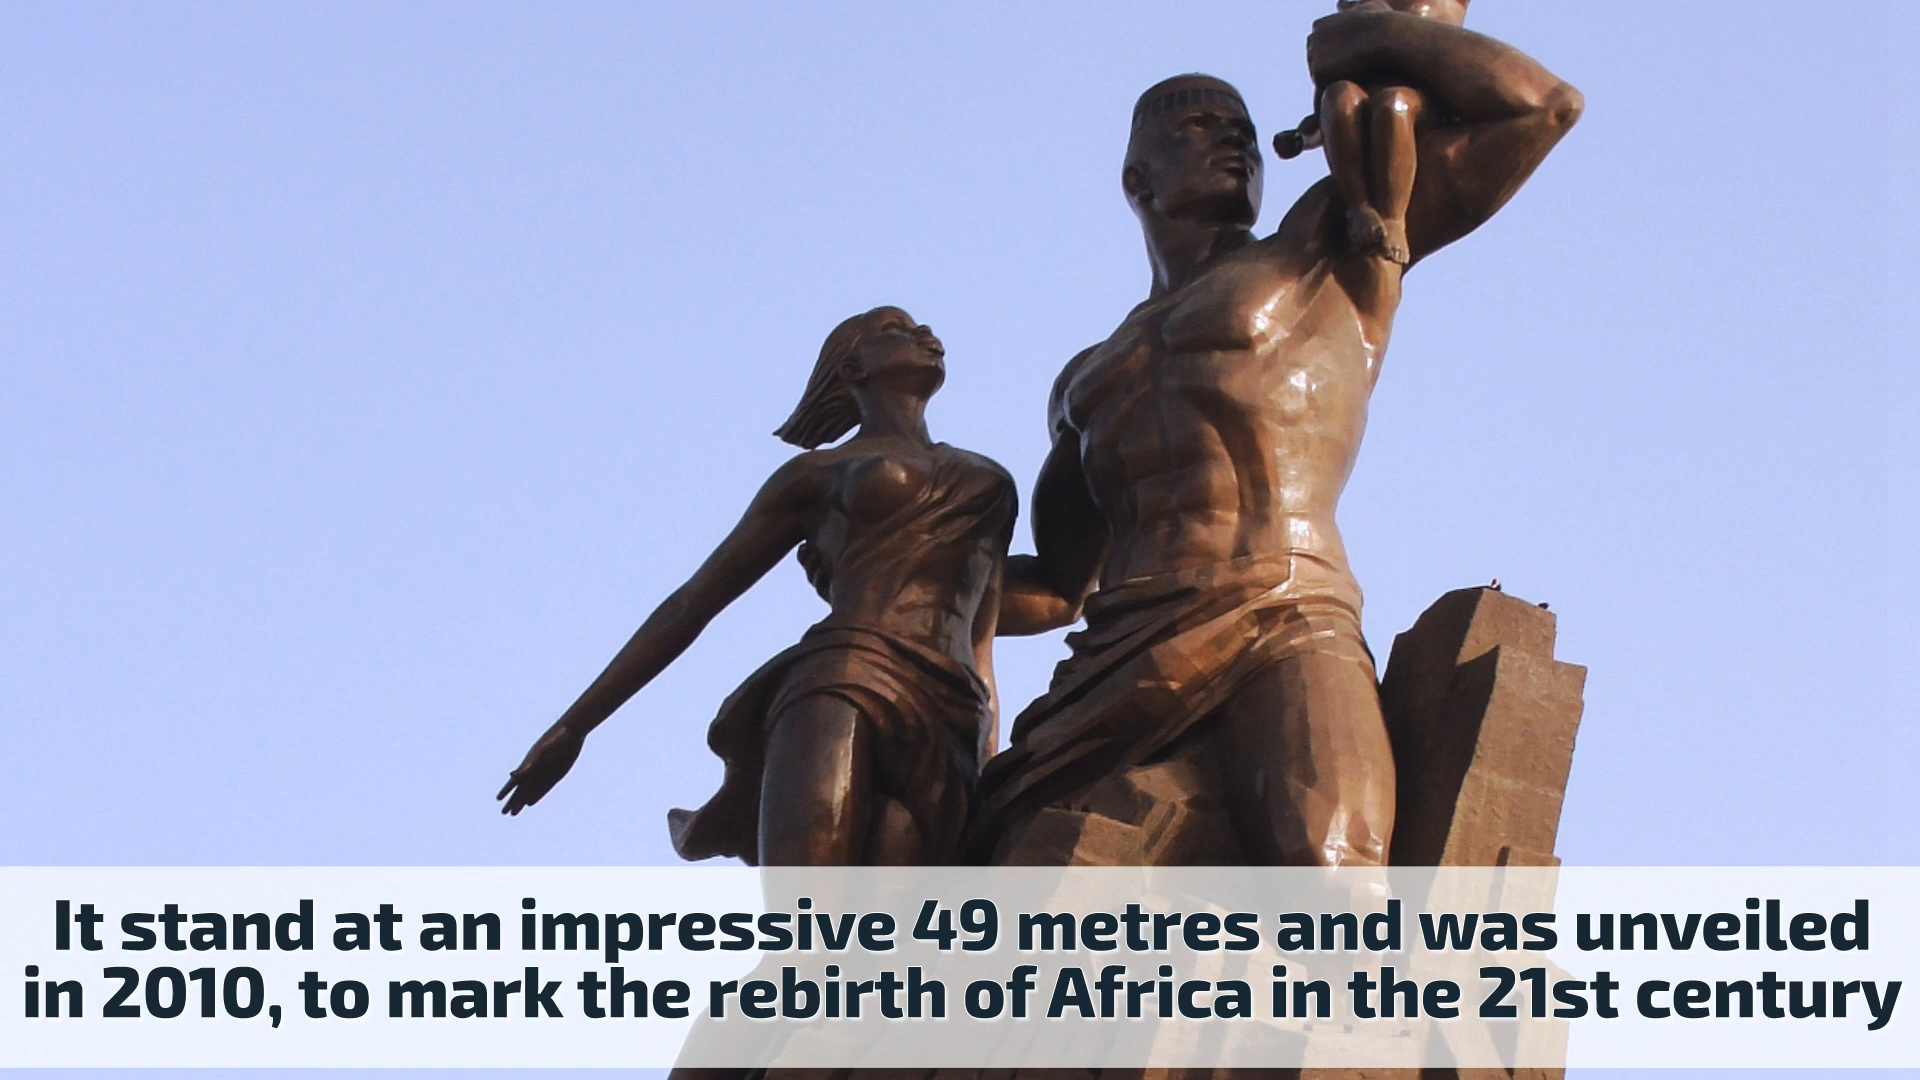 It stand at an impressive 49 metres and was unveiled
in 2010, to mark the rebirth of Africa in the 21st century